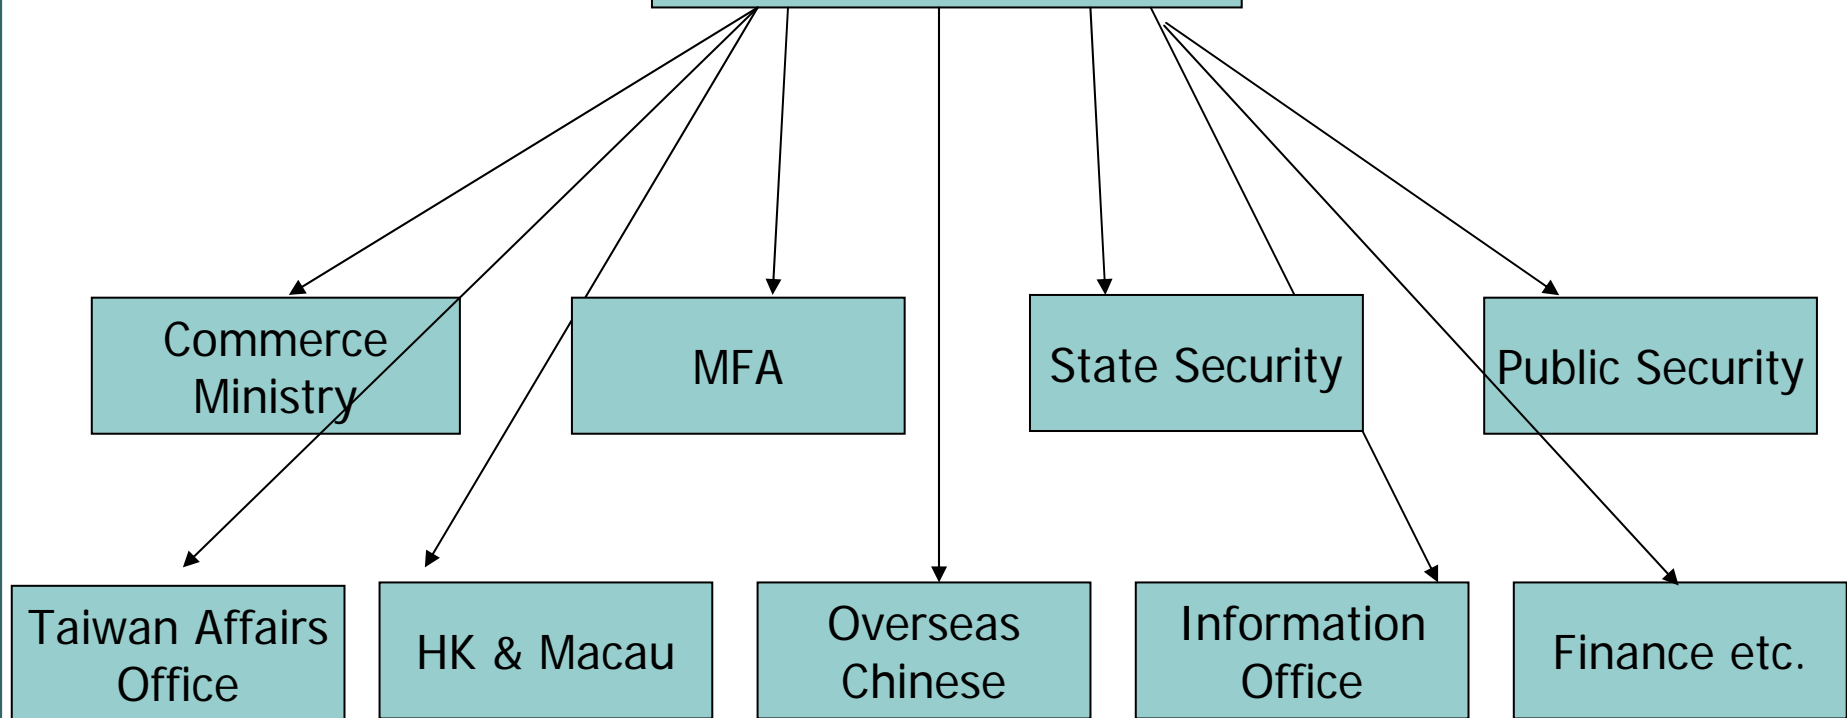 Commerce
Ministry
MFA
State Security
Public Security
Taiwan Affairs
Office
HK & Macau
Overseas
Chinese
Information
Office
Finance etc.